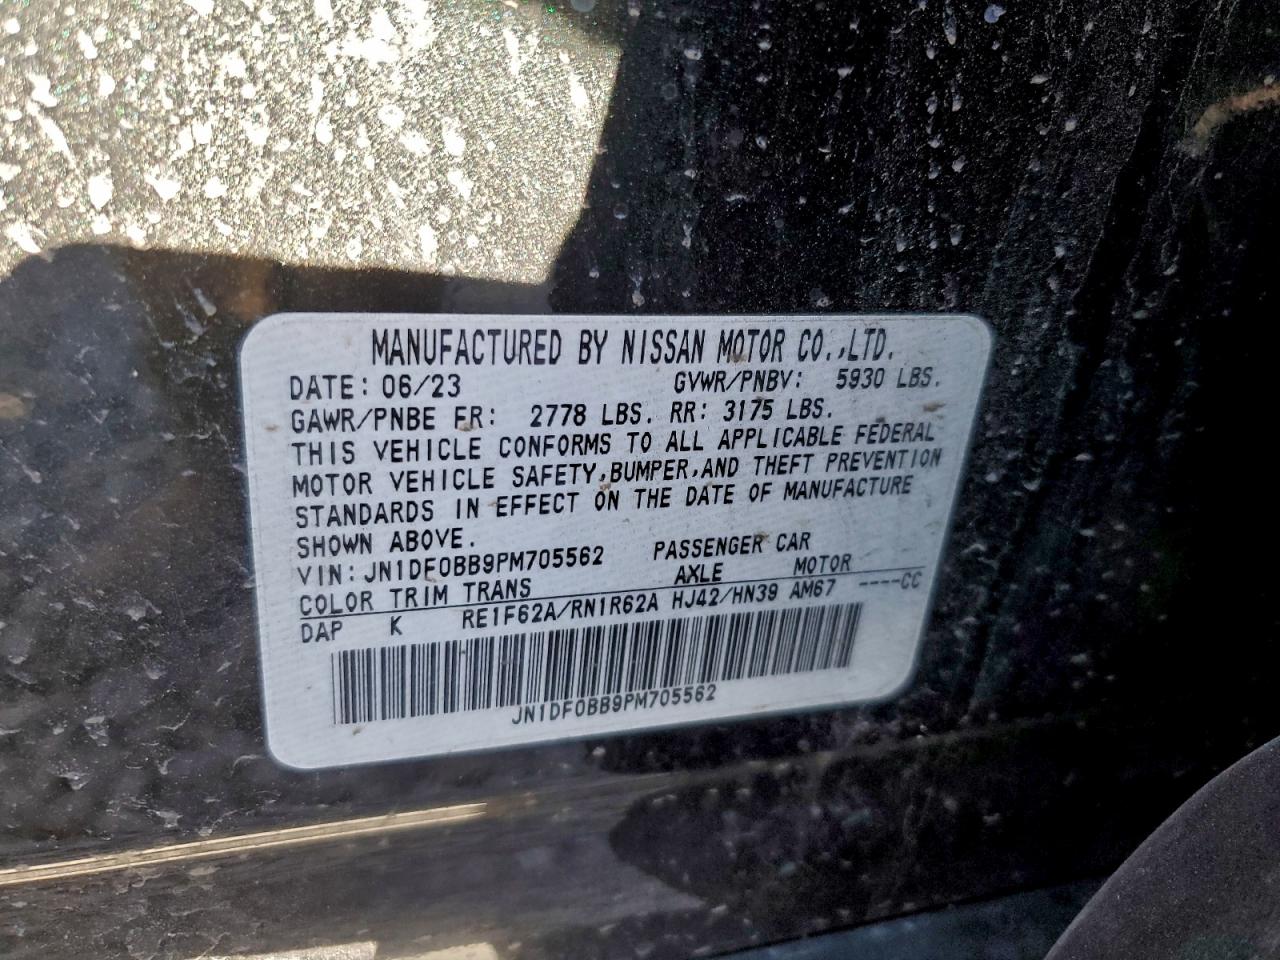 MANUFACTURED BY NISSAN MOTOR CO.,LTD.
DATE: 06/23 GVWR/PNBV: 5930 LBS.
GAWR/PNBE FR: 2778 LBS. RR: 3175 LBS.
THIS VEHICLE CONFORMS TO ALL APPLICABLE FEDERAL
MOTOR VEHICLE SAFETY,BUMPER,AND THEFT PREVENTION
STANDARDS IN EFFECT ON THE DATE OF MANUFACTURE
SHOWN ABOVE.
VIN: JN1DF0BB9PM705562 PASSENGER CAR
COLOR TRIM TRANS AXLE MOTOR
DAP K RE1F62A/RN1R62A HJ42/HN39 AM67 ----CC
JN1DF0BB9PM705562